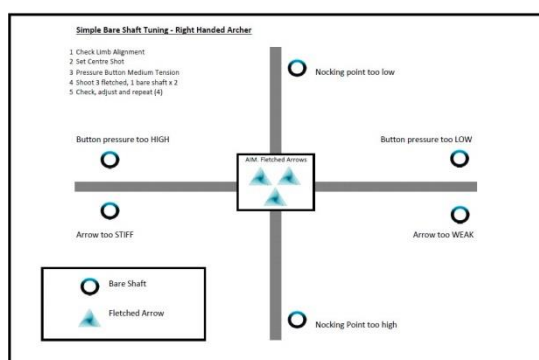 Simple Bare Shaft Tuning - Right Handed Archer
1 Check Limb Alignment
2 Set Centre Shot
3 Pressure Button Medium Tension
4 Shoot 3 fletched, 1 bare shaft x 2
5 Check, adjust and repeat (4)
Nocking point too low
Button pressure too HIGH
Button pressure too LOW
AIM. Fletched Arrows
Arrow too STIFF
Arrow too WEAK
Bare Shaft
Fletched Arrow
Nocking Point too high